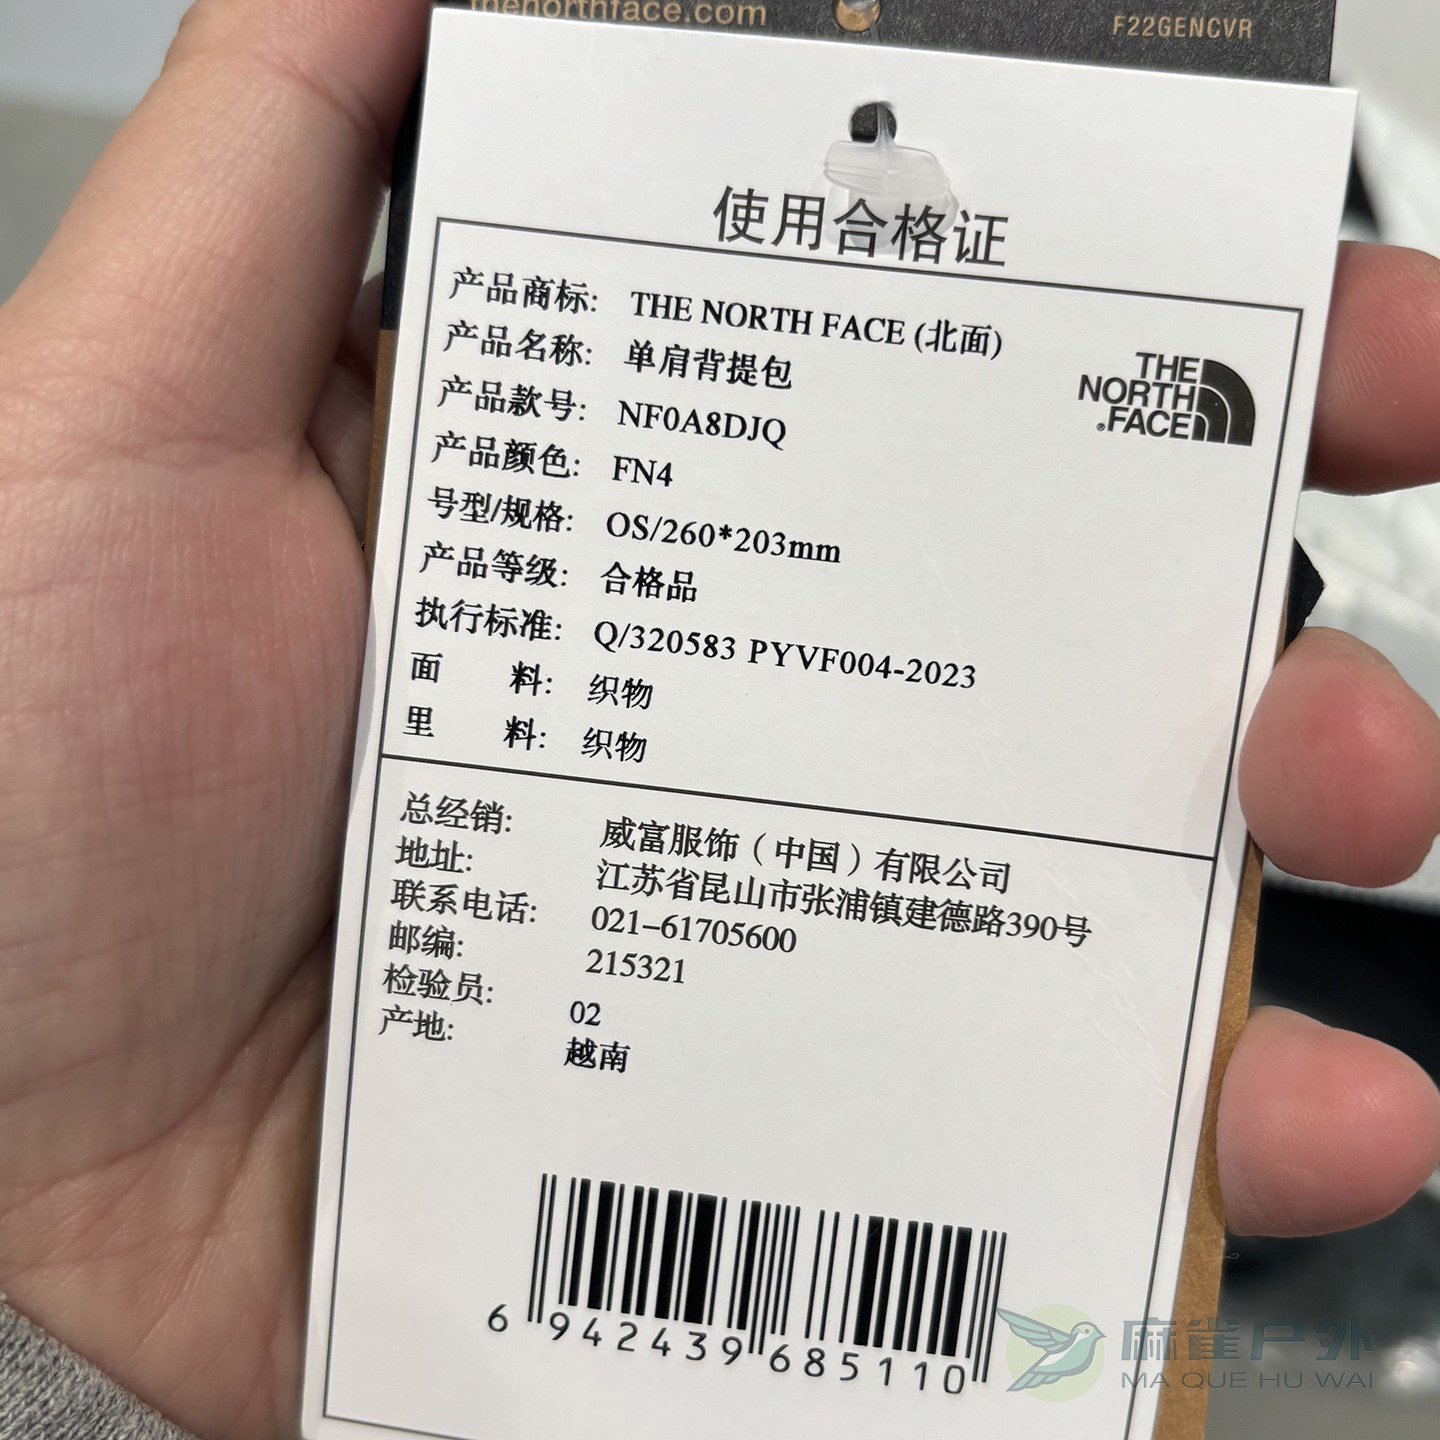 thenorthface.com
F22GENCVR
使用合格证
产品商标: THE NORTH FACE (北面)
产品名称: 单肩背提包
产品款号: NF0A8DJQ
产品颜色: FN4
号型/规格: OS/260*203mm
产品等级: 合格品
执行标准: Q/320583 PYVF004-2023
面 料: 织物
里 料: 织物
THE
NORTH
FACE
总经销: 威富服饰（中国）有限公司
地址: 江苏省昆山市张浦镇建德路390号
联系电话: 021-61705600
邮编: 215321
检验员: 02
产地: 越南
6 942439 685110
麻雀户外
MA QUE HU WAI